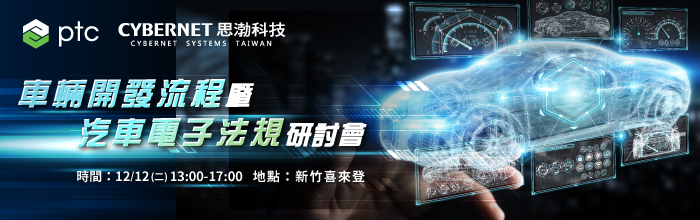 ptc CYBERNET 思渤科技
CYBERNET SYSTEMS TAIWAN
車輛開發流程暨
汽車電子法規研討會
時間：12/12(二) 13:00-17:00 地點：新竹喜來登